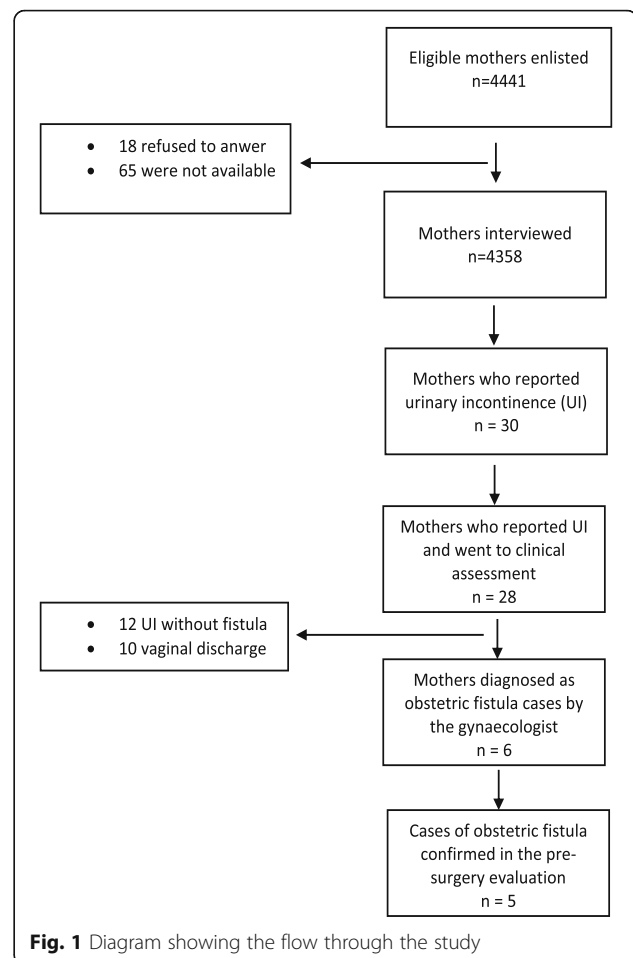 Eligible mothers enlisted
n=4441
• 18 refused to anwer
• 65 were not available
Mothers interviewed
n=4358
Mothers who reported
urinary incontinence (UI)
n = 30
Mothers who reported UI
and went to clinical
assessment
n = 28
• 12 UI without fistula
• 10 vaginal discharge
Mothers diagnosed as
obstetric fistula cases by
the gynaecologist
n = 6
Cases of obstetric fistula
confirmed in the pre-
surgery evaluation
n = 5
Fig. 1 Diagram showing the flow through the study